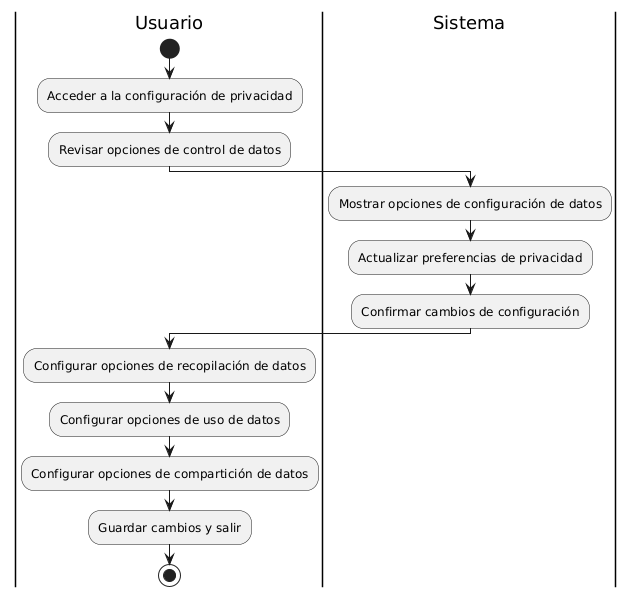 Usuario
Sistema
Acceder a la configuración de privacidad
Revisar opciones de control de datos
Mostrar opciones de configuración de datos
Actualizar preferencias de privacidad
Confirmar cambios de configuración
Configurar opciones de recopilación de datos
Configurar opciones de uso de datos
Configurar opciones de compartición de datos
Guardar cambios y salir